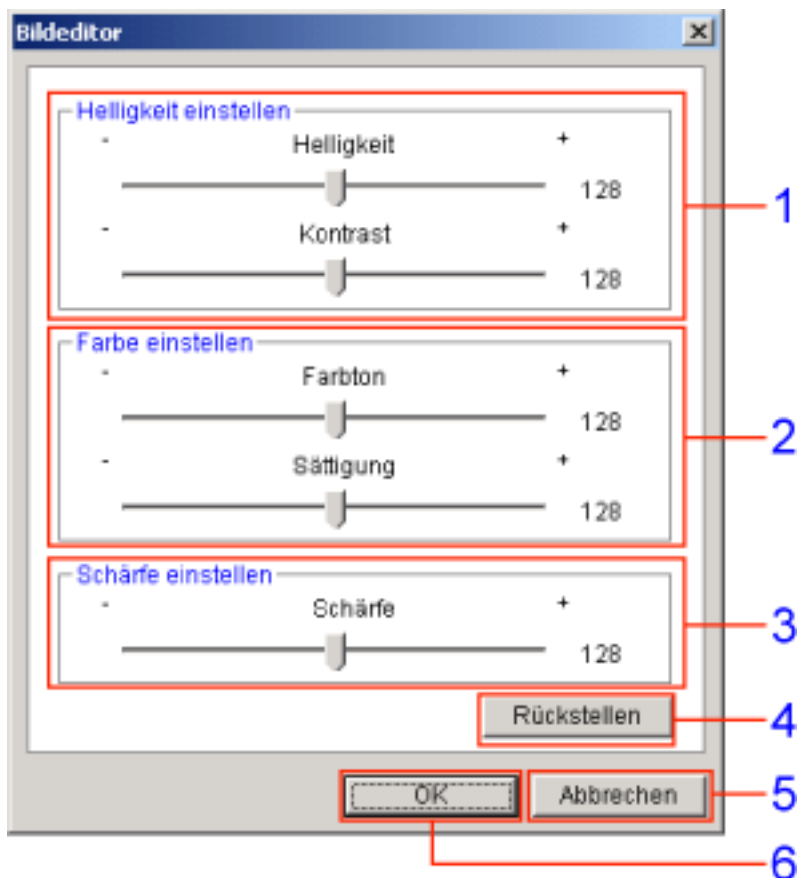 Bildeditor
Helligkeit einstellen
- Helligkeit +
128
- Kontrast +
128
1
Farbe einstellen
- Farbton +
128
- Sättigung +
128
2
Schärfe einstellen
- Schärfe +
128
3
Rückstellen
4
OK
Abbrechen
5
6